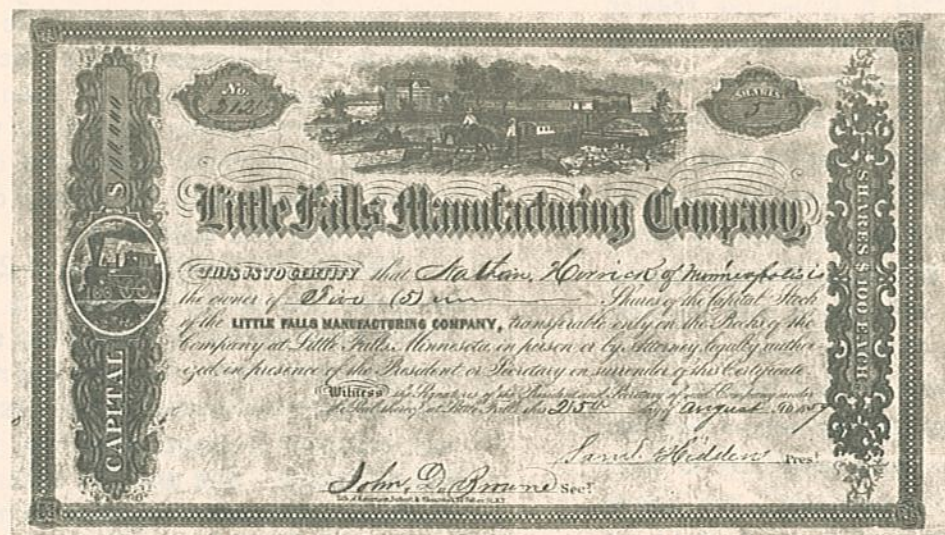 No.
212
SHARES
5
CAPITAL $100,000
SHARES $100 EACH
Little Falls Manufacturing Company,
THIS IS TO CERTIFY that Nathan Herrick of Minneapolis is
the owner of Five (5) Shares of the Capital Stock
of the LITTLE FALLS MANUFACTURING COMPANY, transferable only on the Books of the
Company at Little Falls, Minnesota, in person or by Attorney legally author
ized, in presence of the President or Secretary on surrender of this Certificate.
Witness the Signatures of the President and Secretary of said Company under
the Seal thereof at Little Falls this 25th day of August
Saml. Hidden Prest.
John D. Browne Secy.